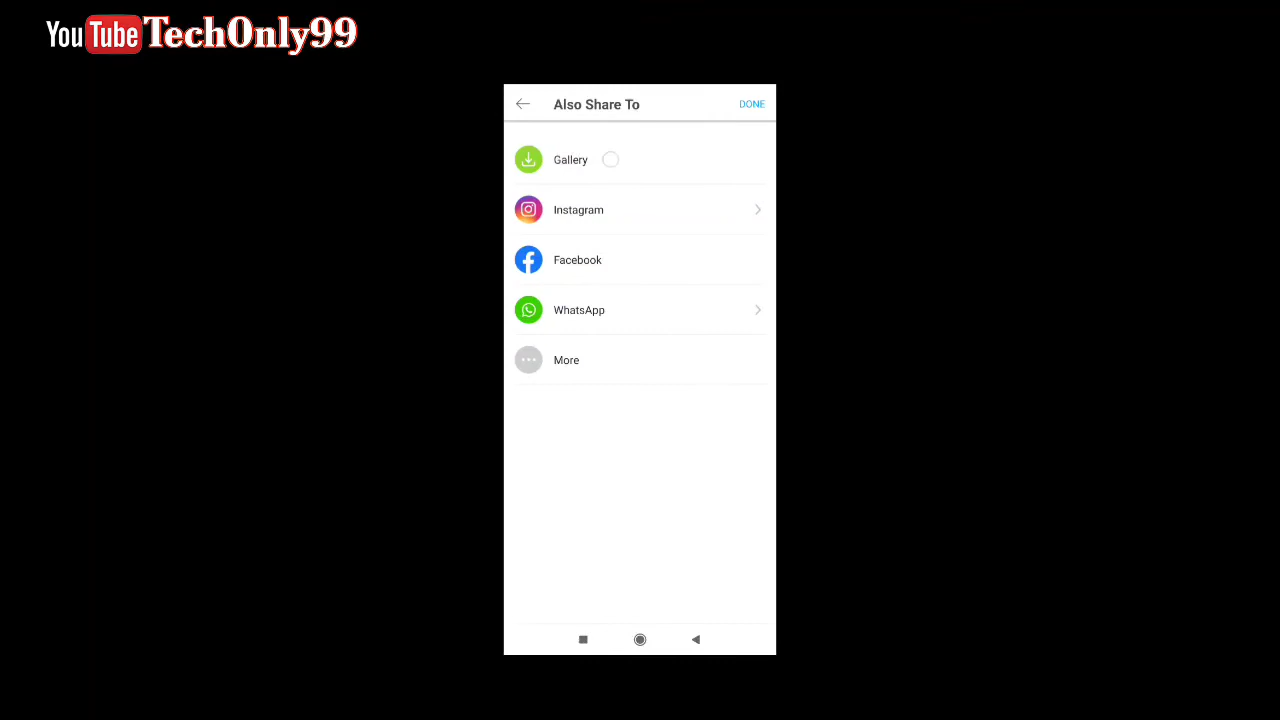 YouTube TechOnly99
Also Share To
DONE
Gallery
Instagram
Facebook
WhatsApp
More